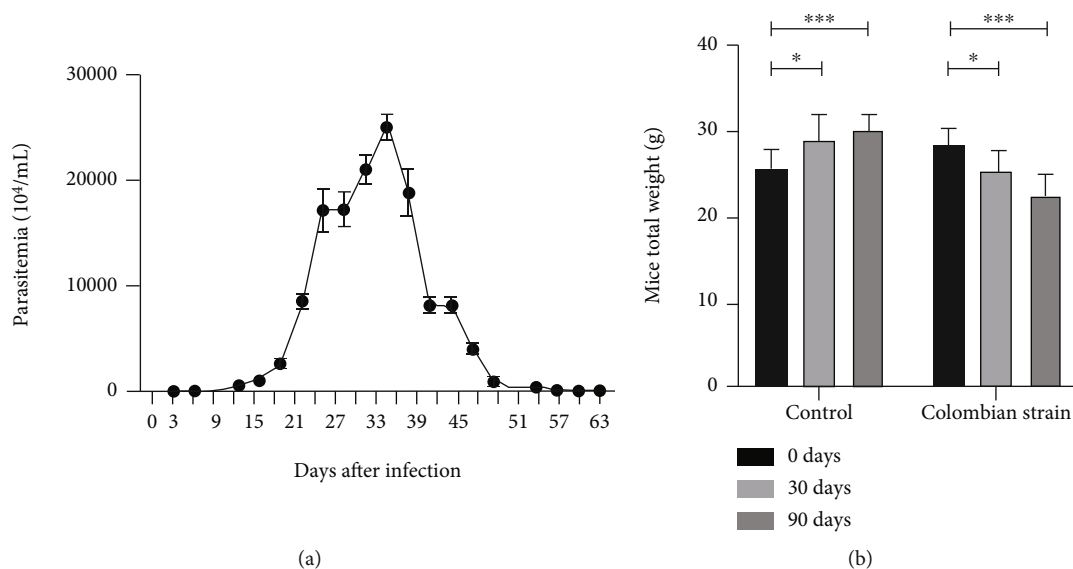 30000
20000
10000
0
Parasitemia (10⁴/mL)
0 3 6 9 15 21 27 33 39 45 51 57 63
Days after infection
(a)
***
***
*
*
40
30
20
10
0
Mice total weight (g)
Control
Colombian strain
0 days
30 days
90 days
(b)